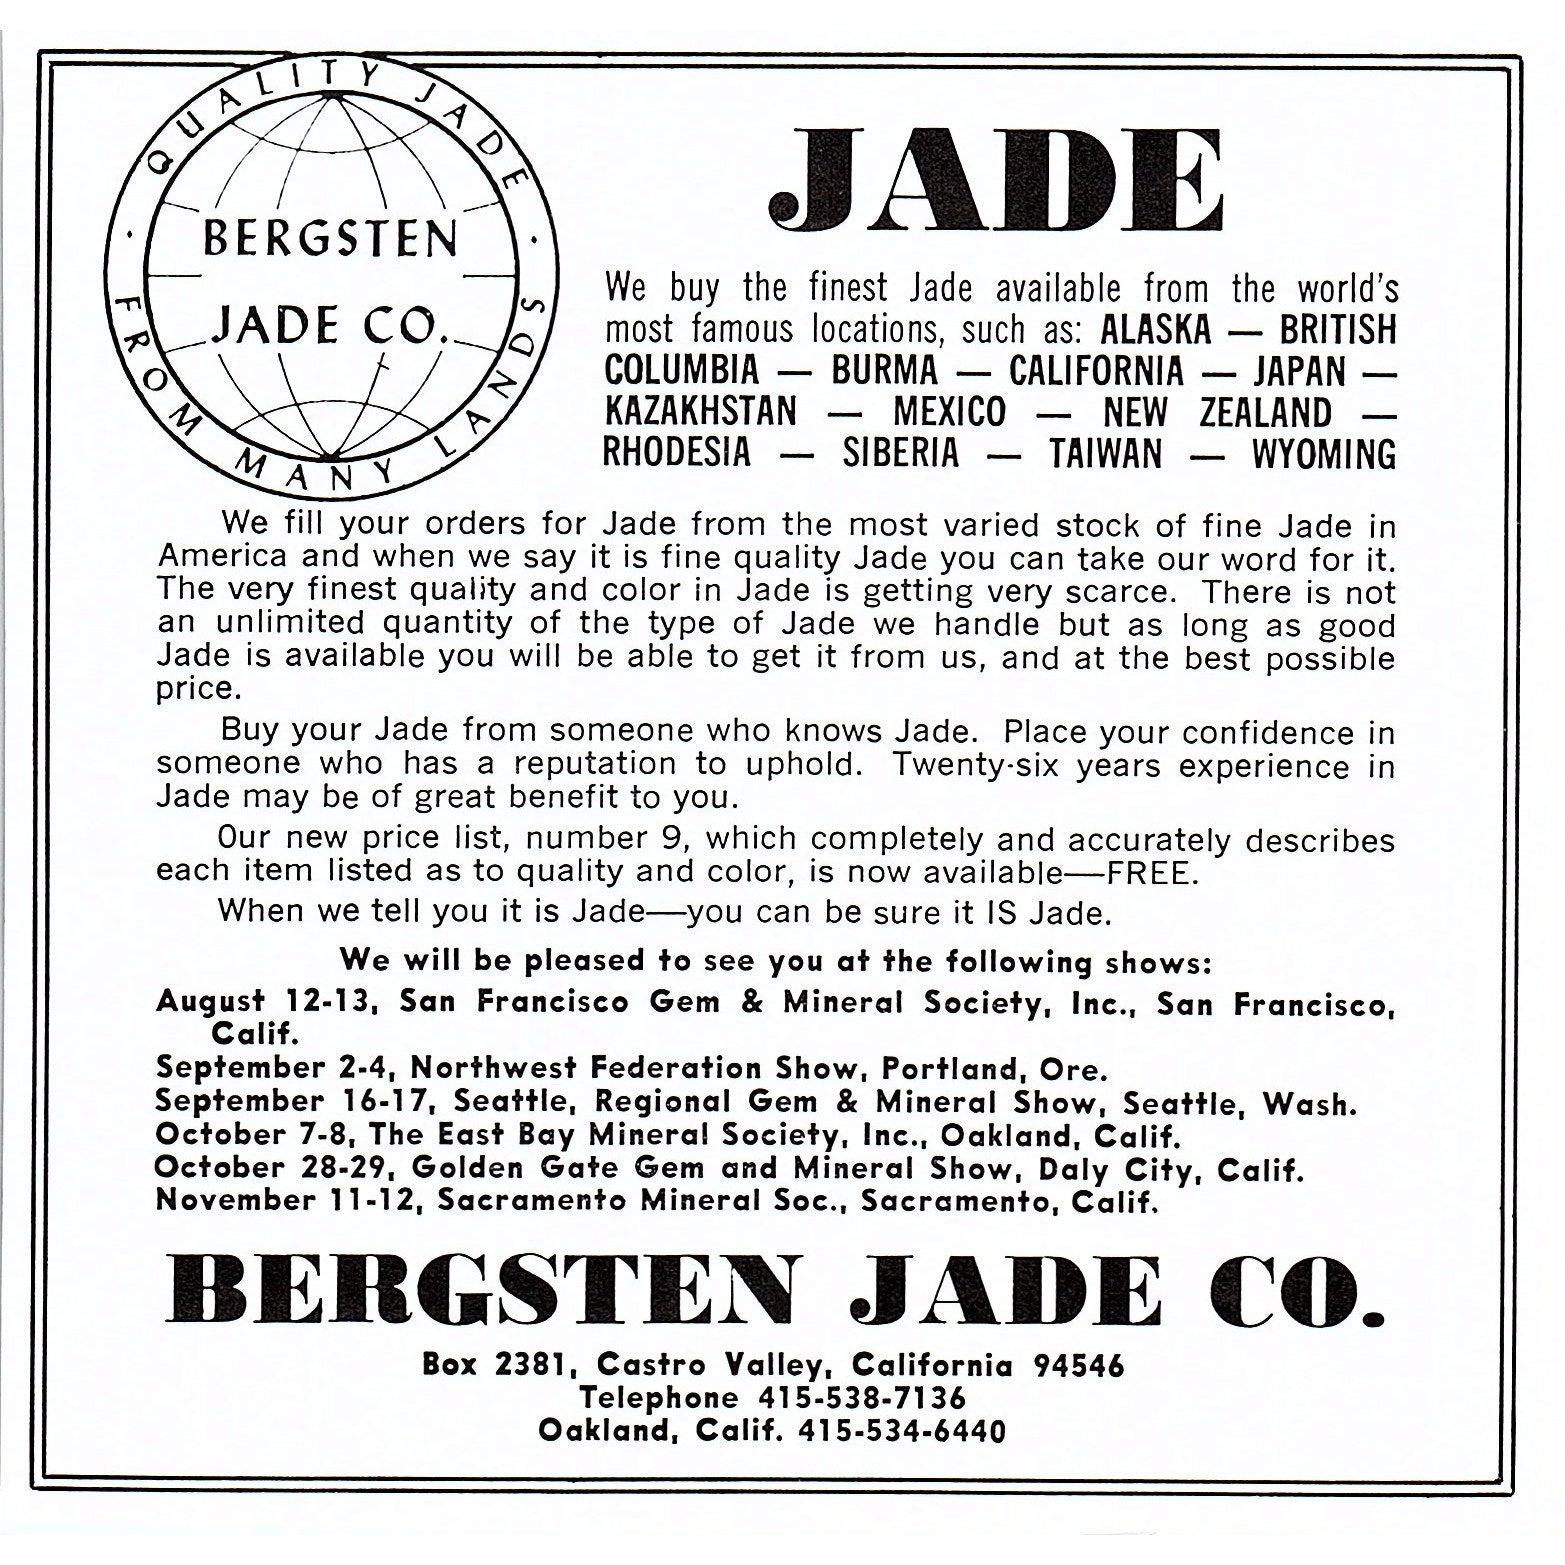 QUALITY JADE
· FROM MANY LANDS ·
BERGSTEN
JADE CO.
JADE
We buy the finest Jade available from the world's
most famous locations, such as: ALASKA — BRITISH
COLUMBIA — BURMA — CALIFORNIA — JAPAN —
KAZAKHSTAN — MEXICO — NEW ZEALAND —
RHODESIA — SIBERIA — TAIWAN — WYOMING
We fill your orders for Jade from the most varied stock of fine Jade in
America and when we say it is fine quality Jade you can take our word for it.
The very finest quality and color in Jade is getting very scarce. There is not
an unlimited quantity of the type of Jade we handle but as long as good
Jade is available you will be able to get it from us, and at the best possible
price.
Buy your Jade from someone who knows Jade. Place your confidence in
someone who has a reputation to uphold. Twenty-six years experience in
Jade may be of great benefit to you.
Our new price list, number 9, which completely and accurately describes
each item listed as to quality and color, is now available—FREE.
When we tell you it is Jade—you can be sure it IS Jade.
We will be pleased to see you at the following shows:
August 12-13, San Francisco Gem & Mineral Society, Inc., San Francisco,
Calif.
September 2-4, Northwest Federation Show, Portland, Ore.
September 16-17, Seattle, Regional Gem & Mineral Show, Seattle, Wash.
October 7-8, The East Bay Mineral Society, Inc., Oakland, Calif.
October 28-29, Golden Gate Gem and Mineral Show, Daly City, Calif.
November 11-12, Sacramento Mineral Soc., Sacramento, Calif.
BERGSTEN JADE CO.
Box 2381, Castro Valley, California 94546
Telephone 415-538-7136
Oakland, Calif. 415-534-6440